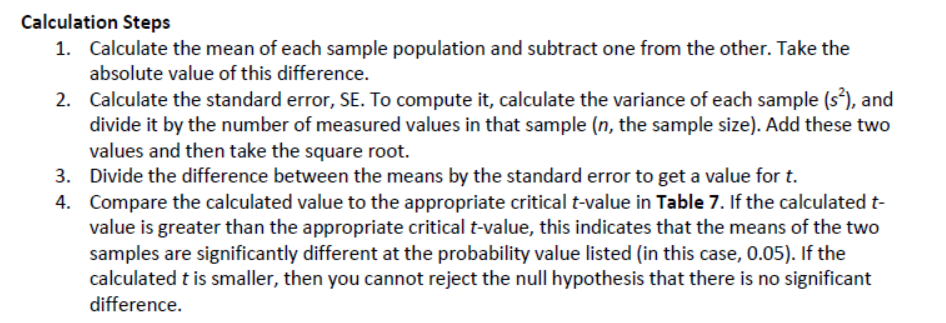 Calculation Steps
1. Calculate the mean of each sample population and subtract one from the other. Take the
absolute value of this difference.
2. Calculate the standard error, SE. To compute it, calculate the variance of each sample (s²), and
divide it by the number of measured values in that sample (n, the sample size). Add these two
values and then take the square root.
3. Divide the difference between the means by the standard error to get a value for t.
4. Compare the calculated value to the appropriate critical t-value in Table 7. If the calculated t-
value is greater than the appropriate critical t-value, this indicates that the means of the two
samples are significantly different at the probability value listed (in this case, 0.05). If the
calculated t is smaller, then you cannot reject the null hypothesis that there is no significant
difference.